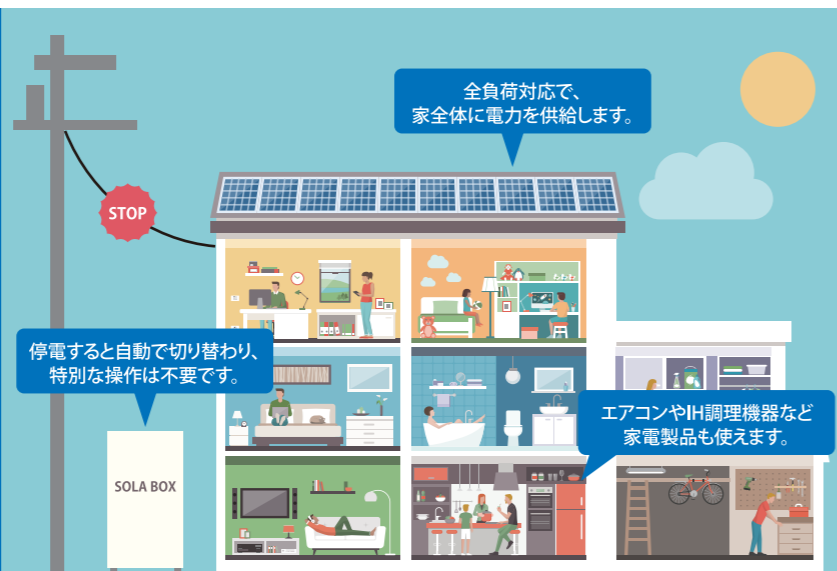 全負荷対応で、
家全体に電力を供給します。
STOP
停電すると自動で切り替わり、
特別な操作は不要です。
エアコンやIH調理機器など
家電製品も使えます。
SOLA BOX